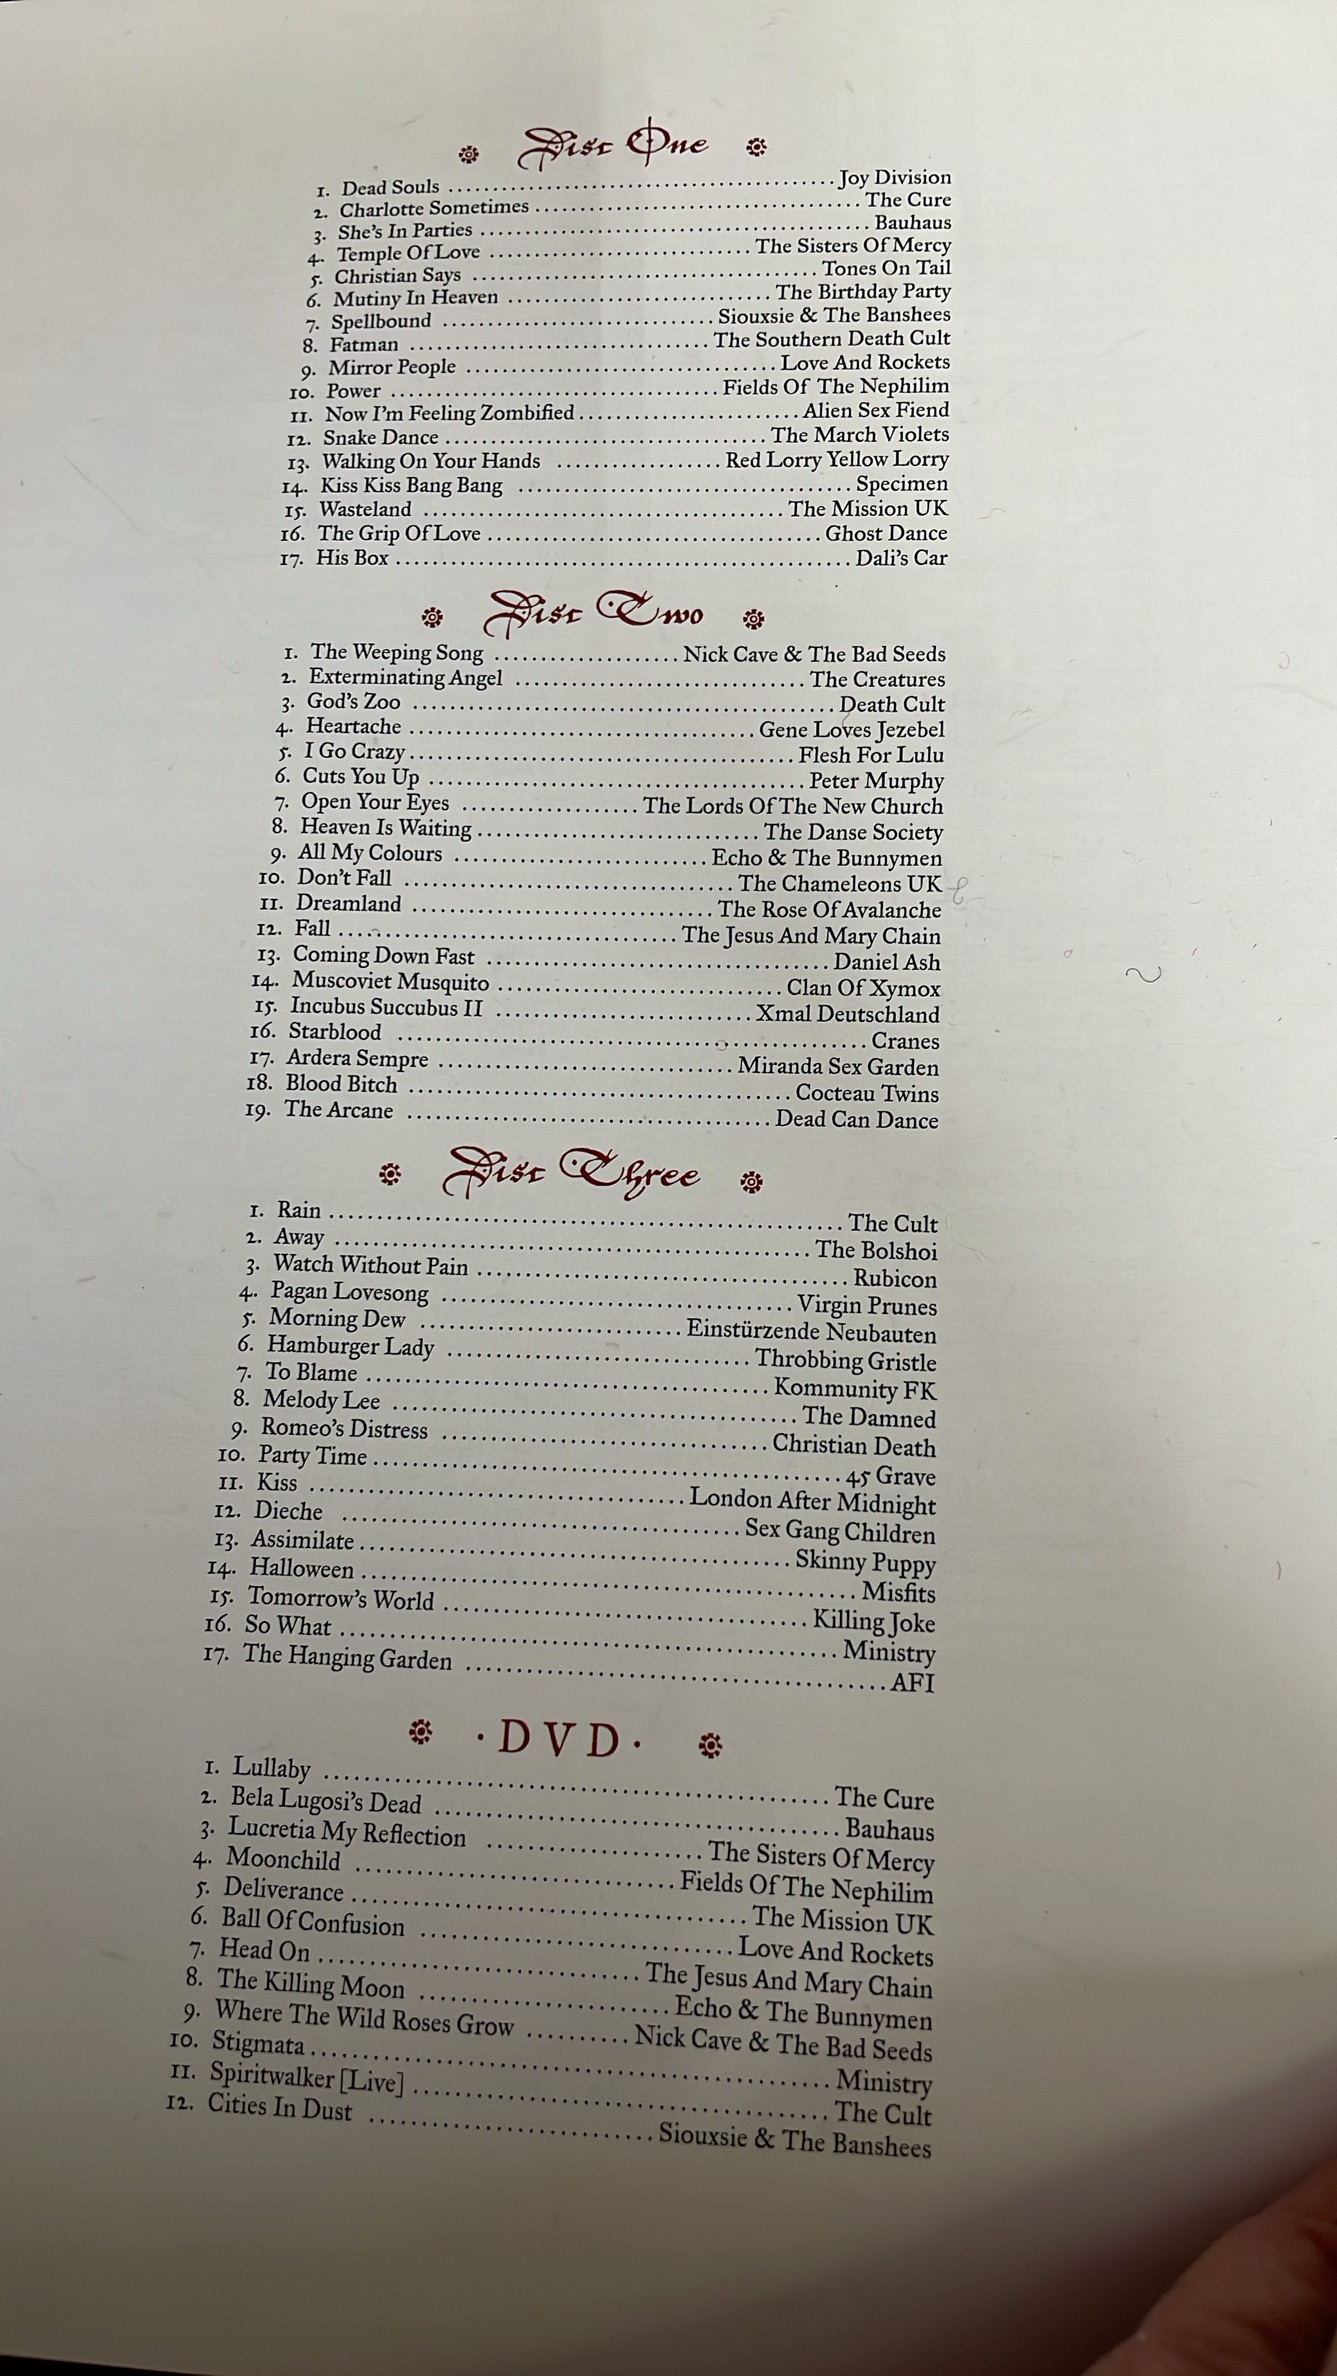 Disc One
1. Dead Souls ........ Joy Division
2. Charlotte Sometimes ........ The Cure
3. She's In Parties ........ Bauhaus
4. Temple Of Love ........ The Sisters Of Mercy
5. Christian Says ........ Tones On Tail
6. Mutiny In Heaven ........ The Birthday Party
7. Spellbound ........ Siouxsie & The Banshees
8. Fatman ........ The Southern Death Cult
9. Mirror People ........ Love And Rockets
10. Power ........ Fields Of The Nephilim
11. Now I'm Feeling Zombified ........ Alien Sex Fiend
12. Snake Dance ........ The March Violets
13. Walking On Your Hands ........ Red Lorry Yellow Lorry
14. Kiss Kiss Bang Bang ........ Specimen
15. Wasteland ........ The Mission UK
16. The Grip Of Love ........ Ghost Dance
17. His Box ........ Dali's Car
Disc Two
1. The Weeping Song ........ Nick Cave & The Bad Seeds
2. Exterminating Angel ........ The Creatures
3. God's Zoo ........ Death Cult
4. Heartache ........ Gene Loves Jezebel
5. I Go Crazy ........ Flesh For Lulu
6. Cuts You Up ........ Peter Murphy
7. Open Your Eyes ........ The Lords Of The New Church
8. Heaven Is Waiting ........ The Danse Society
9. All My Colours ........ Echo & The Bunnymen
10. Don't Fall ........ The Chameleons UK
11. Dreamland ........ The Rose Of Avalanche
12. Fall ........ The Jesus And Mary Chain
13. Coming Down Fast ........ Daniel Ash
14. Muscoviet Musquito ........ Clan Of Xymox
15. Incubus Succubus II ........ Xmal Deutschland
16. Starblood ........ Cranes
17. Ardera Sempre ........ Miranda Sex Garden
18. Blood Bitch ........ Cocteau Twins
19. The Arcane ........ Dead Can Dance
Disc Three
1. Rain ........ The Cult
2. Away ........ The Bolshoi
3. Watch Without Pain ........ Rubicon
4. Pagan Lovesong ........ Virgin Prunes
5. Morning Dew ........ Einstürzende Neubauten
6. Hamburger Lady ........ Throbbing Gristle
7. To Blame ........ Kommunity FK
8. Melody Lee ........ The Damned
9. Romeo's Distress ........ Christian Death
10. Party Time ........ 45 Grave
11. Kiss ........ London After Midnight
12. Dieche ........ Sex Gang Children
13. Assimilate ........ Skinny Puppy
14. Halloween ........ Misfits
15. Tomorrow's World ........ Killing Joke
16. So What ........ Ministry
17. The Hanging Garden ........ AFI
· DVD ·
1. Lullaby ........ The Cure
2. Bela Lugosi's Dead ........ Bauhaus
3. Lucretia My Reflection ........ The Sisters Of Mercy
4. Moonchild ........ Fields Of The Nephilim
5. Deliverance ........ The Mission UK
6. Ball Of Confusion ........ Love And Rockets
7. Head On ........ The Jesus And Mary Chain
8. The Killing Moon ........ Echo & The Bunnymen
9. Where The Wild Roses Grow ........ Nick Cave & The Bad Seeds
10. Stigmata ........ Ministry
11. Spiritwalker [Live] ........ The Cult
12. Cities In Dust ........ Siouxsie & The Banshees